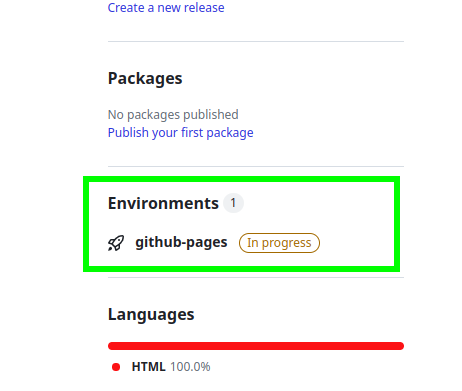 Create a new release
Packages
No packages published
Publish your first package
Environments 1
github-pages In progress
Languages
HTML 100.0%